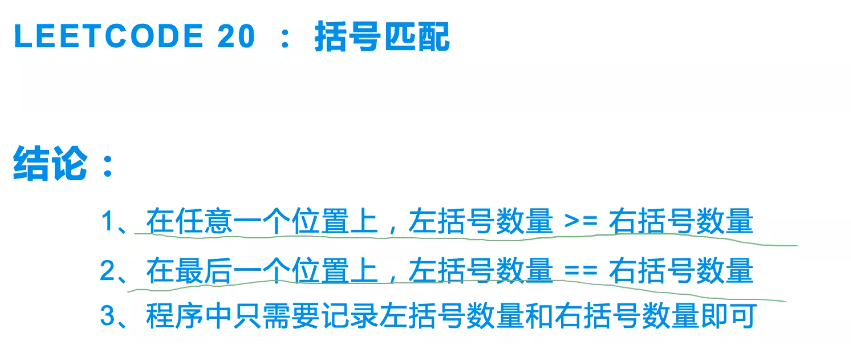 LEETCODE 20 ： 括号匹配
结论：
1、在任意一个位置上，左括号数量 >= 右括号数量
2、在最后一个位置上，左括号数量 == 右括号数量
3、程序中只需要记录左括号数量和右括号数量即可